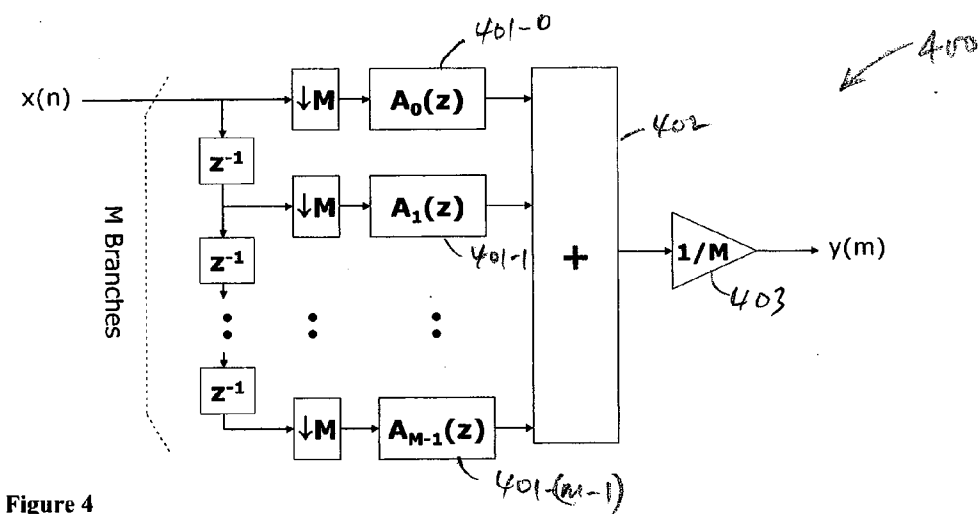 401-0
400
x(n)
↓M
A₀(z)
402
z⁻¹
↓M
A₁(z)
401-1
M Branches
z⁻¹
+
1/M
y(m)
403
z⁻¹
↓M
A_{M-1}(z)
401-(m-1)
Figure 4